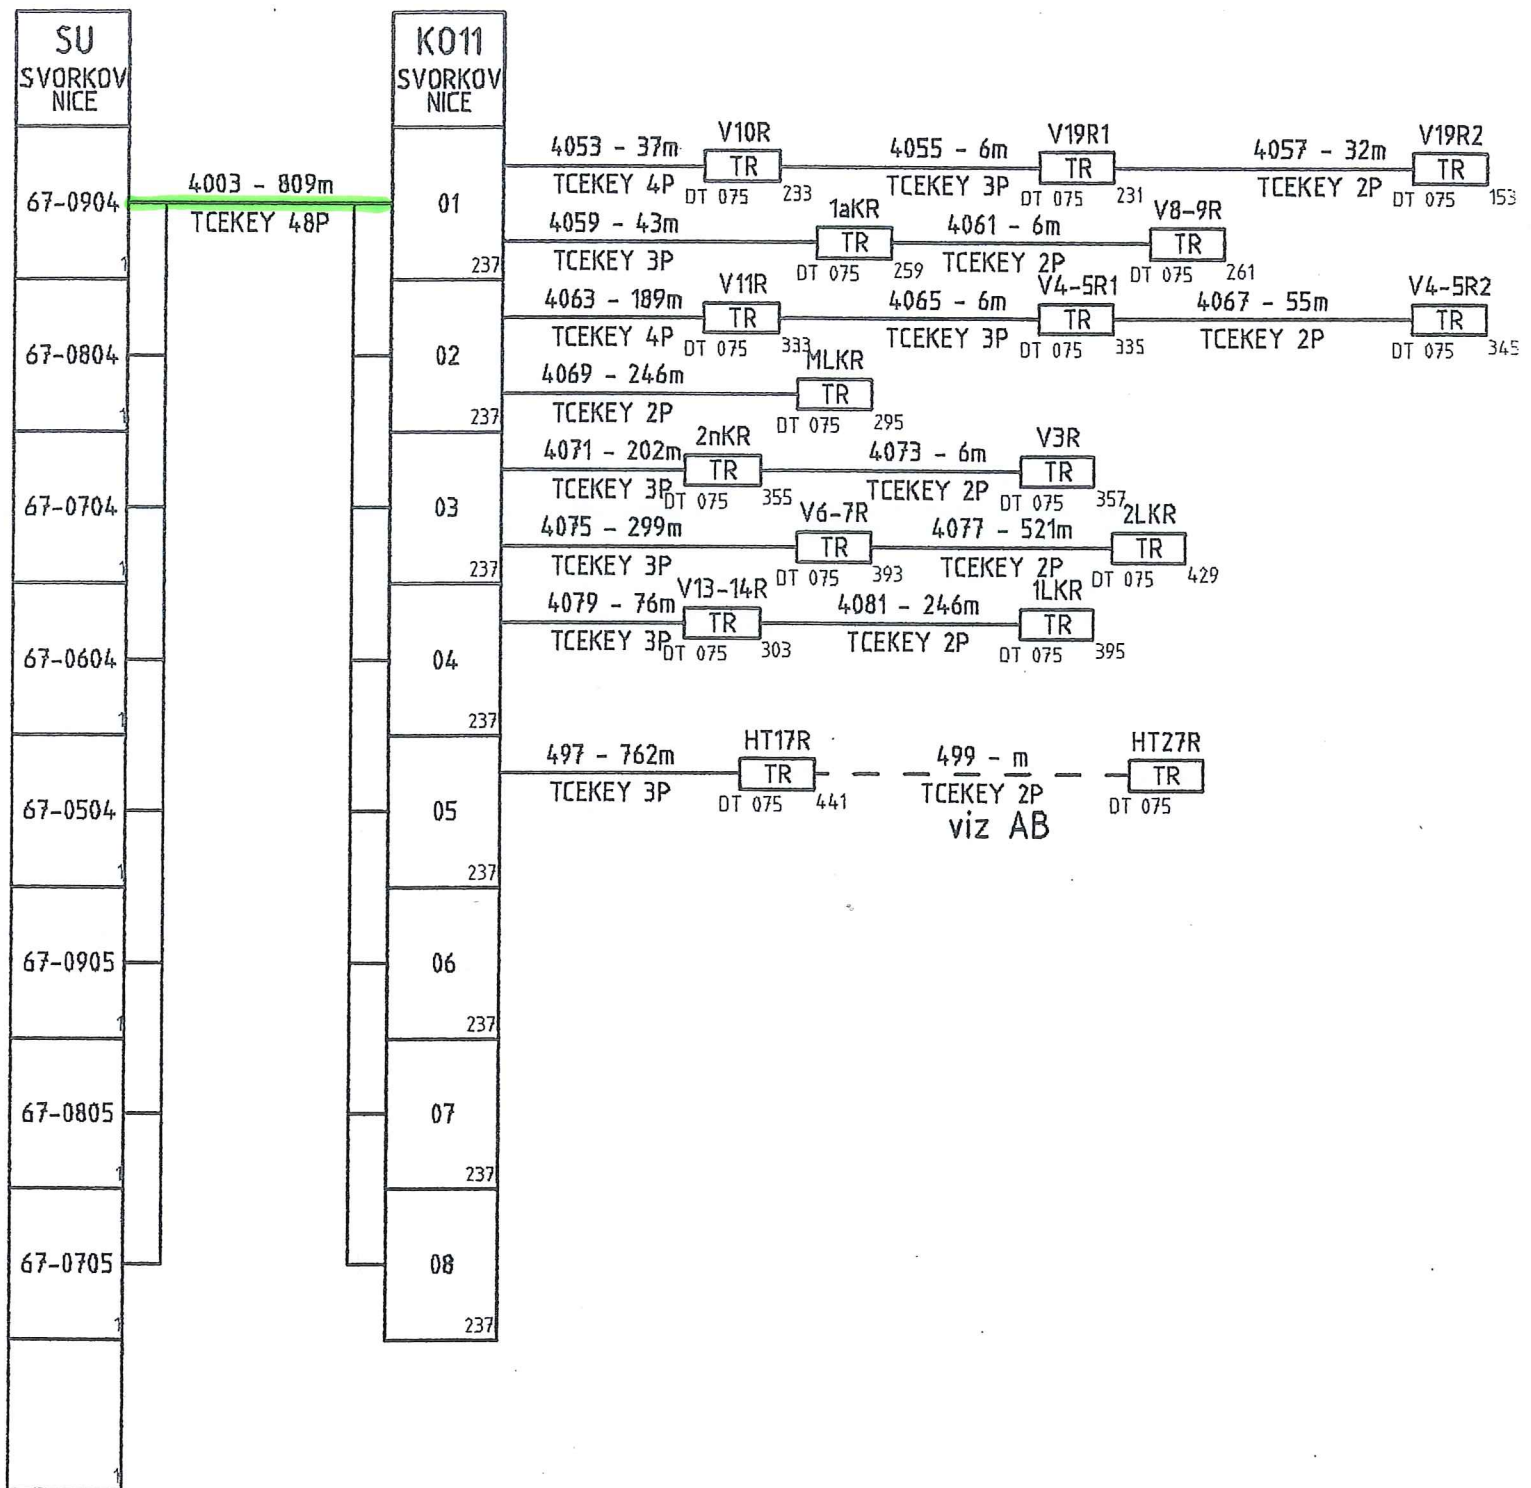 SU
SVORKOV
NICE
KO11
SVORKOV
NICE
67-0904
1
67-0804
1
67-0704
1
67-0604
1
67-0504
1
67-0905
1
67-0805
1
67-0705
1
1
4003 - 809m
TCEKEY 48P
01
237
02
237
03
237
04
237
05
237
06
237
07
237
08
237
4053 - 37m
TCEKEY 4P
V10R
TR
DT 075
233
4055 - 6m
TCEKEY 3P
V19R1
TR
DT 075
231
4057 - 32m
TCEKEY 2P
V19R2
TR
DT 075
153
4059 - 43m
TCEKEY 3P
1aKR
TR
DT 075
259
4061 - 6m
TCEKEY 2P
V8-9R
TR
DT 075
261
4063 - 189m
TCEKEY 4P
V11R
TR
DT 075
333
4065 - 6m
TCEKEY 3P
V4-5R1
TR
DT 075
335
4067 - 55m
TCEKEY 2P
V4-5R2
TR
DT 075
345
4069 - 246m
TCEKEY 2P
MLKR
TR
DT 075
295
4071 - 202m
TCEKEY 3P
2nKR
TR
DT 075
355
4073 - 6m
TCEKEY 2P
V3R
TR
DT 075
357
4075 - 299m
TCEKEY 3P
V6-7R
TR
DT 075
393
4077 - 521m
TCEKEY 2P
2LKR
TR
DT 075
429
4079 - 76m
TCEKEY 3P
V13-14R
TR
DT 075
303
4081 - 246m
TCEKEY 2P
1LKR
TR
DT 075
395
497 - 762m
TCEKEY 3P
HT17R
TR
DT 075
441
499 - m
TCEKEY 2P
viz AB
HT27R
TR
DT 075